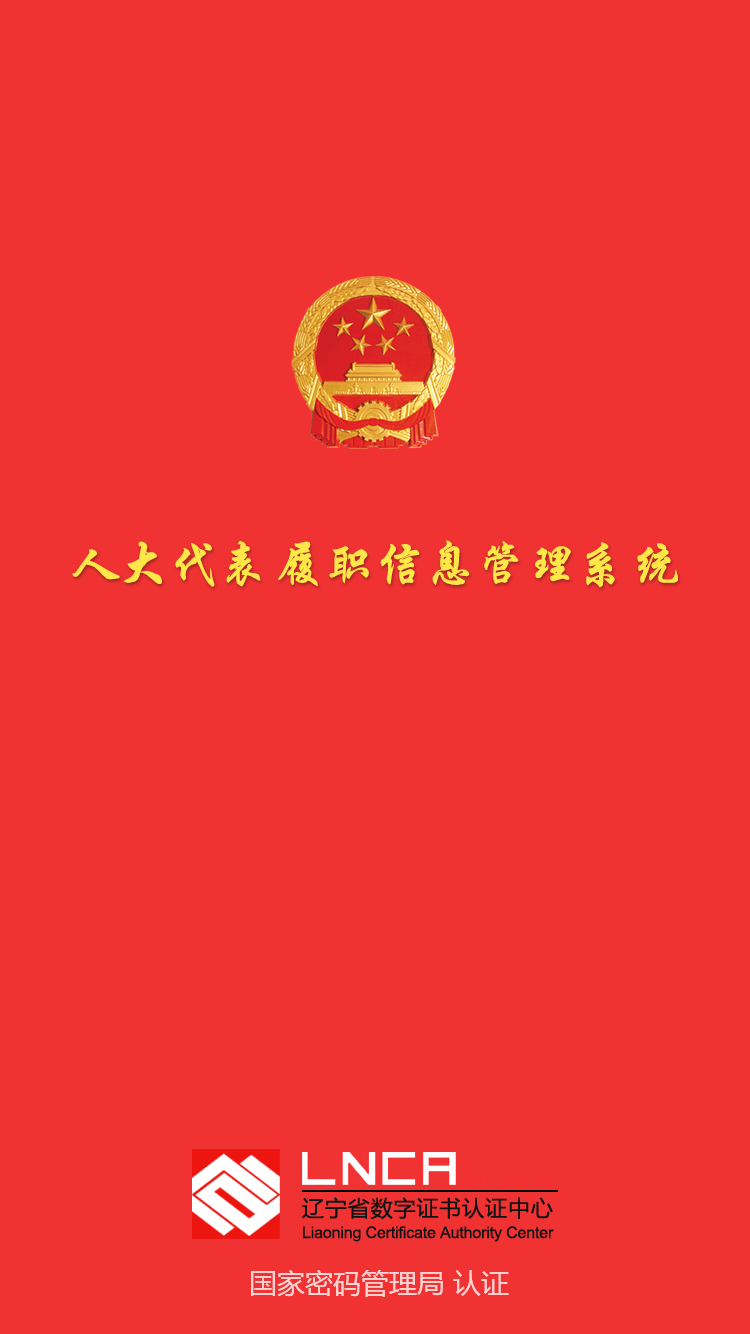 人大代表履职信息管理系统
LNCA
辽宁省数字证书认证中心
Liaoning Certificate Authority Center
国家密码管理局 认证